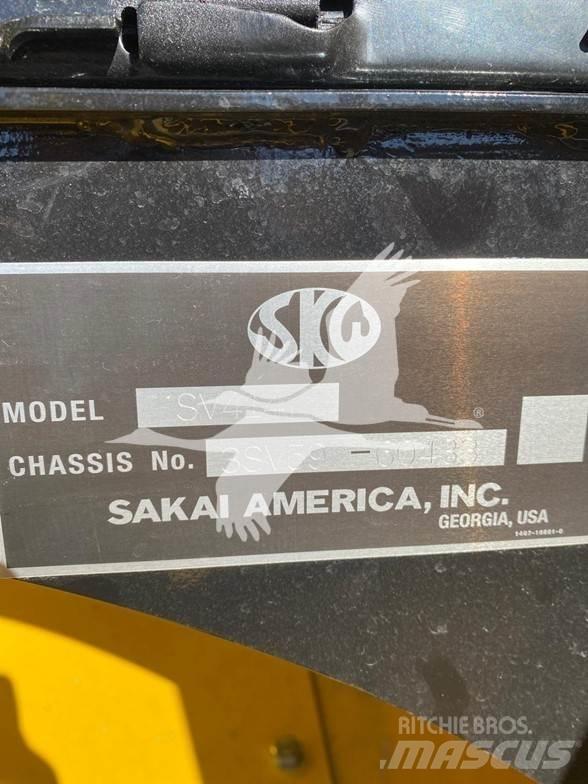 SKW
MODEL
CHASSIS No.
®
SAKAI AMERICA, INC.
GEORGIA, USA
RITCHIE BROS.
MASCUS